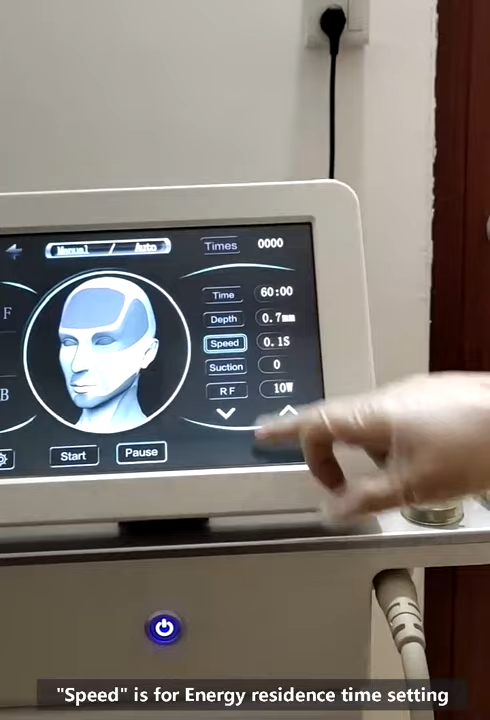 Manual / Auto
Times 0000
Time 60:00
F
Depth 0.7mm
Speed 0.1S
Suction 0
B
RF 10W
Start Pause
"Speed" is for Energy residence time setting